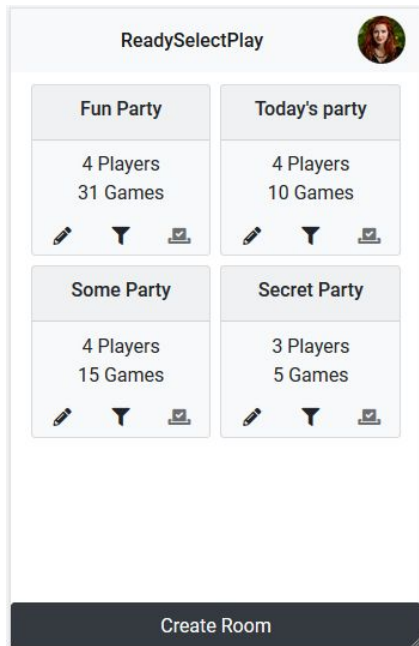 ReadySelectPlay
Fun Party
4 Players
31 Games
Today's party
4 Players
10 Games
Some Party
4 Players
15 Games
Secret Party
3 Players
5 Games
Create Room